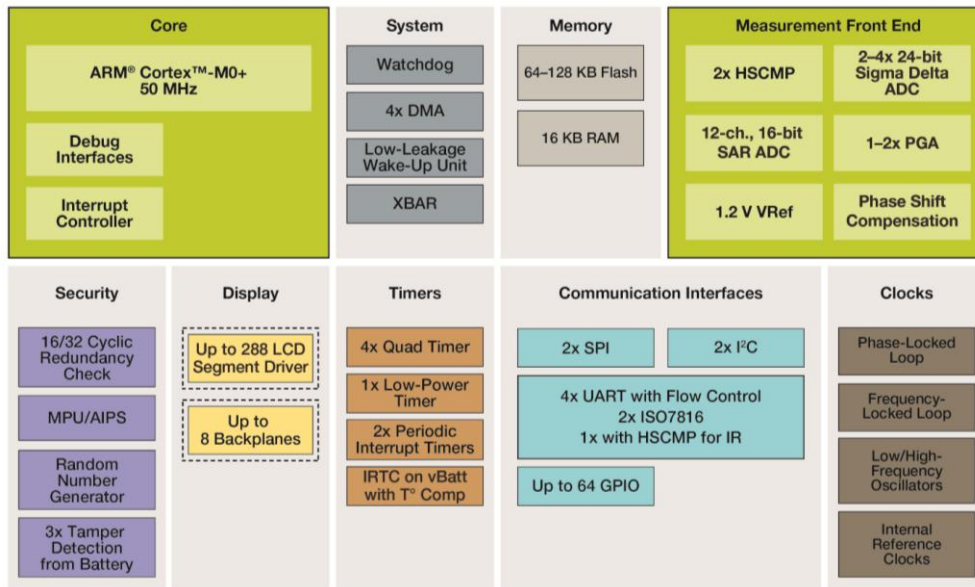 Core
ARM® Cortex™-M0+
50 MHz
Debug
Interfaces
Interrupt
Controller
System
Watchdog
4x DMA
Low-Leakage
Wake-Up Unit
XBAR
Memory
64–128 KB Flash
16 KB RAM
Measurement Front End
2x HSCMP
2–4x 24-bit
Sigma Delta
ADC
12-ch., 16-bit
SAR ADC
1–2x PGA
1.2 V VRef
Phase Shift
Compensation
Security
16/32 Cyclic
Redundancy
Check
MPU/AIPS
Random
Number
Generator
3x Tamper
Detection
from Battery
Display
Up to 288 LCD
Segment Driver
Up to
8 Backplanes
Timers
4x Quad Timer
1x Low-Power
Timer
2x Periodic
Interrupt Timers
IRTC on vBatt
with T° Comp
Communication Interfaces
2x SPI
2x I²C
4x UART with Flow Control
2x ISO7816
1x with HSCMP for IR
Up to 64 GPIO
Clocks
Phase-Locked
Loop
Frequency-
Locked Loop
Low/High-
Frequency
Oscillators
Internal
Reference
Clocks